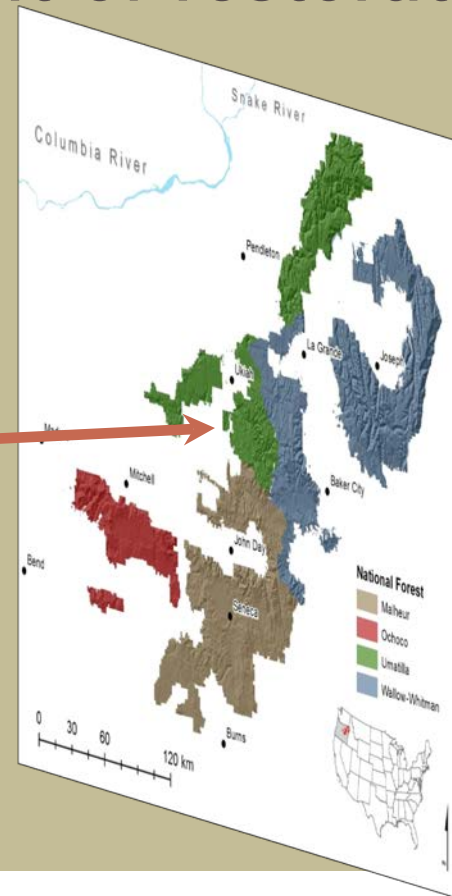 Snake River
Columbia River
Pendleton
La Grande
Joseph
Ukiah
Mitchell
Baker City
John Day
Bend
Seneca
Burns
National Forest
Malheur
Ochoco
Umatilla
Wallow-Whitman
0 30 60 120 km